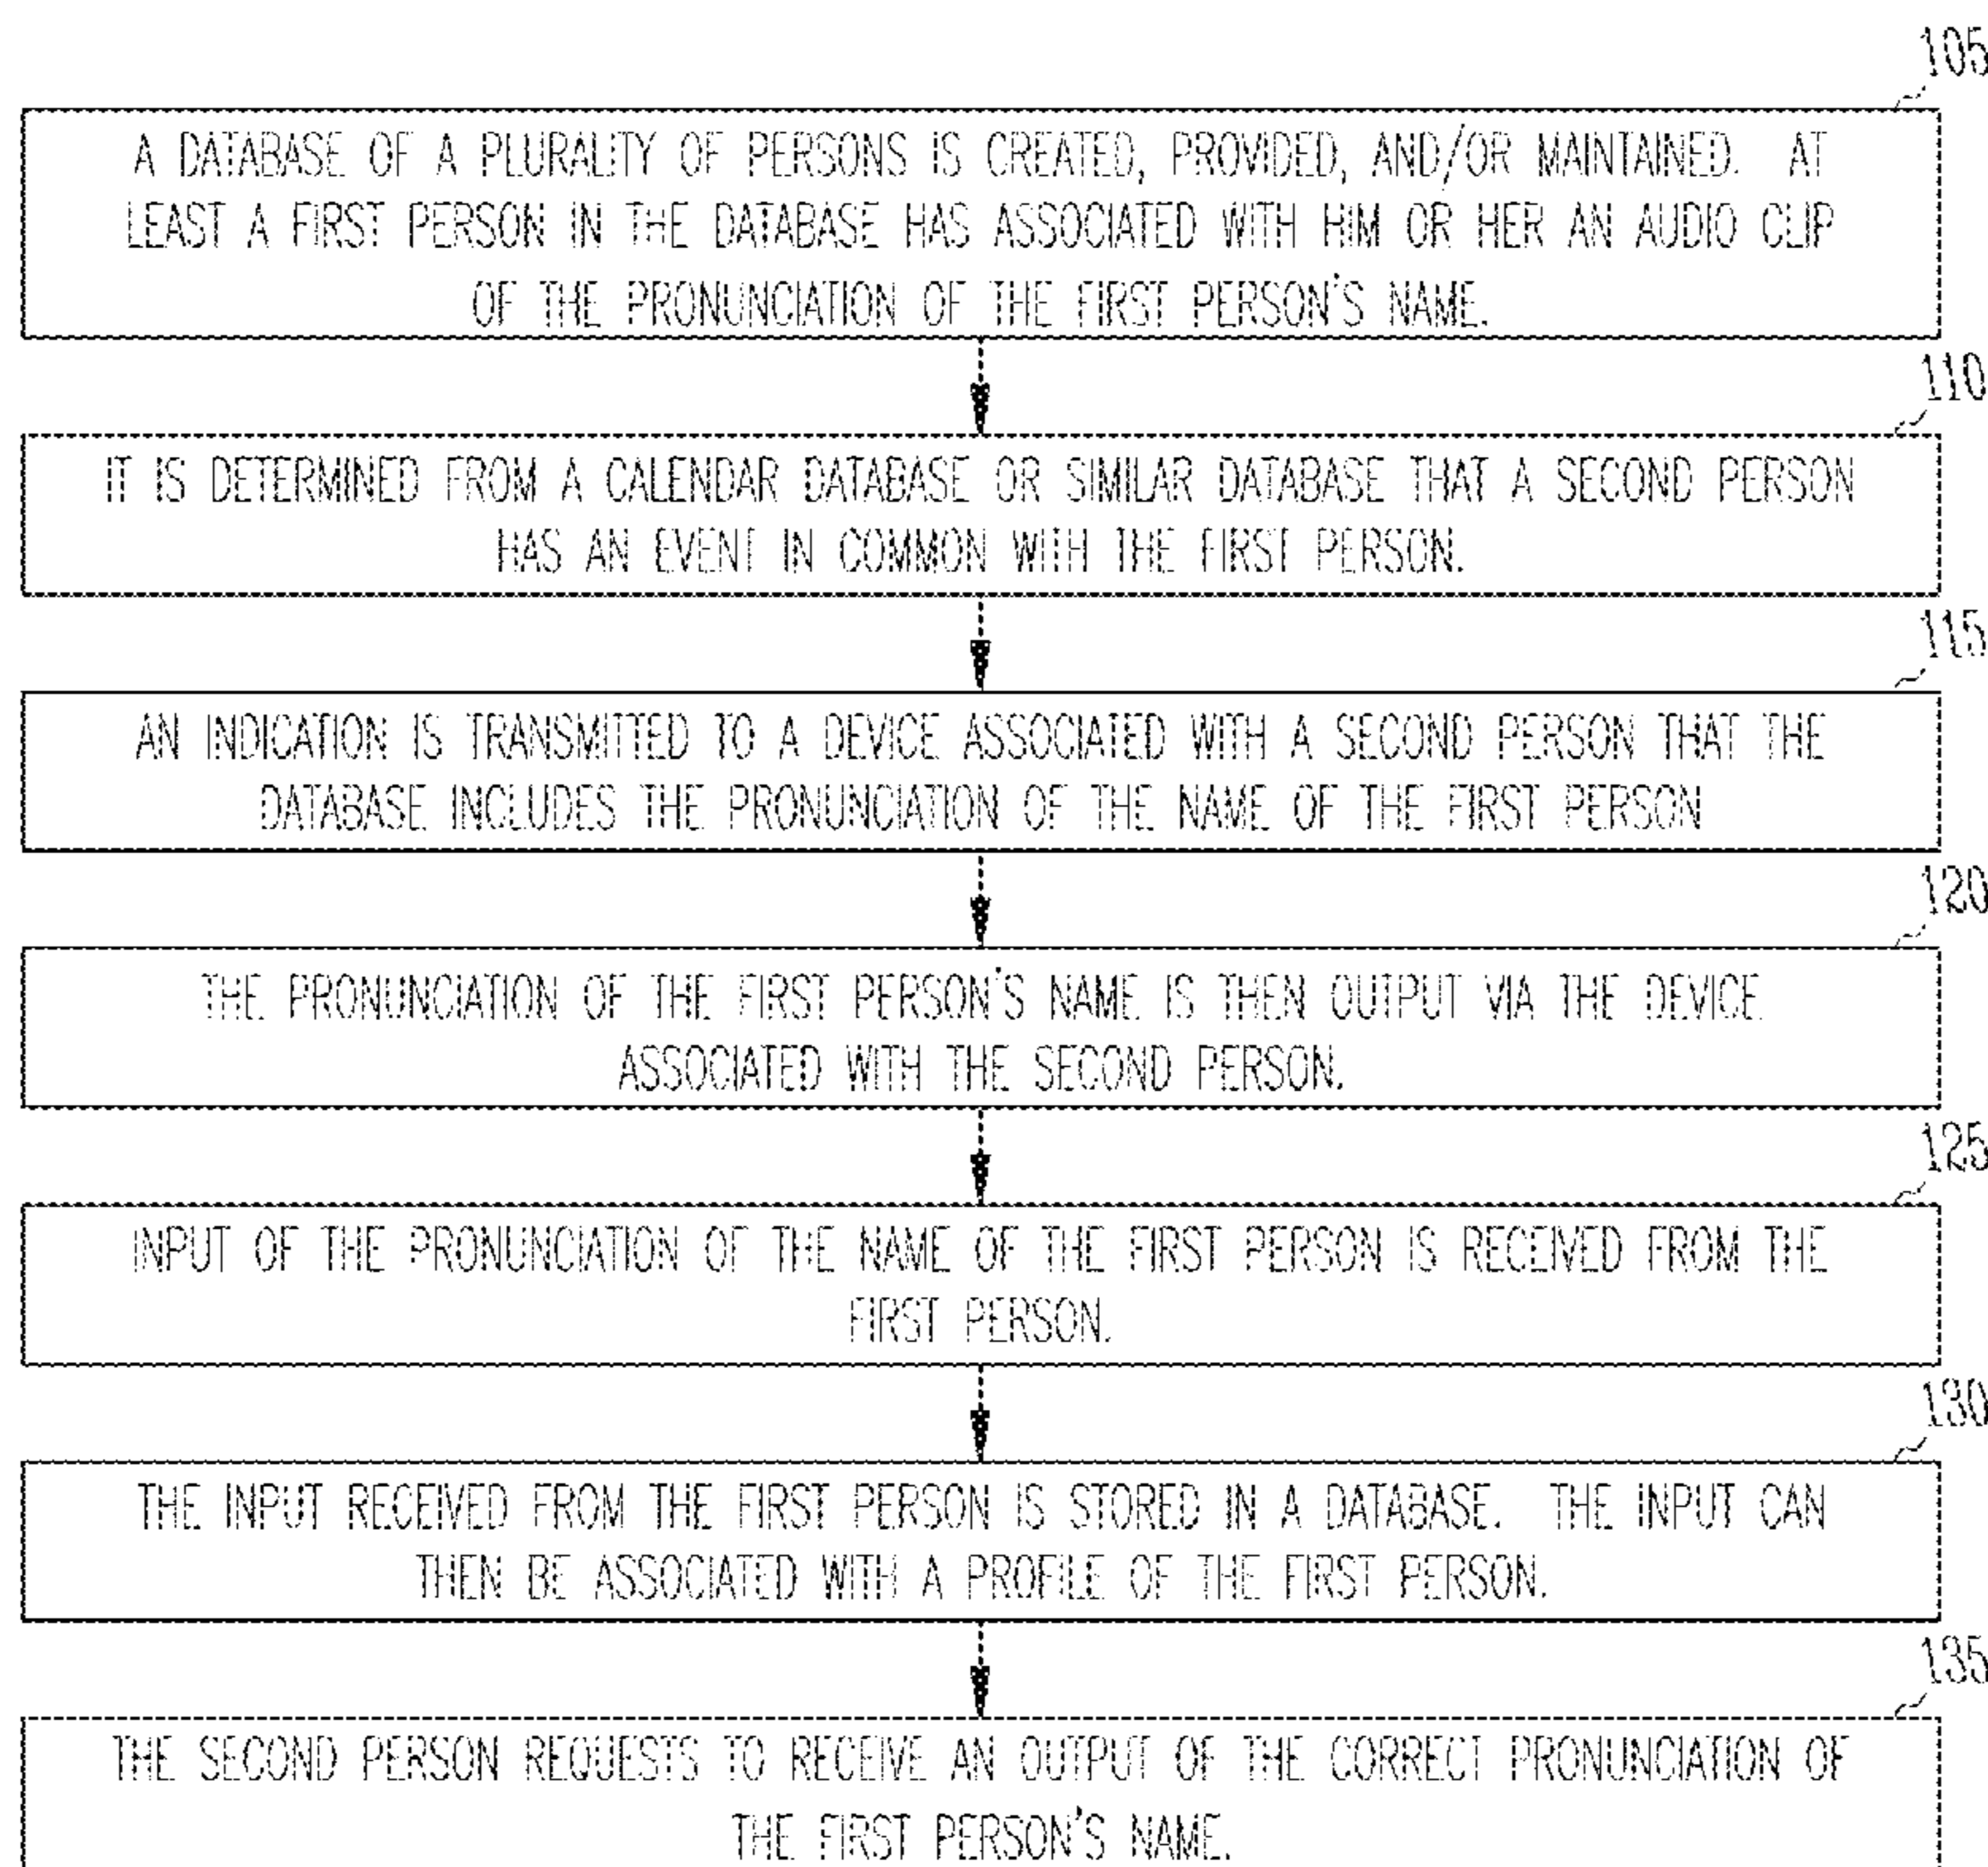 105
A DATABASE OF A PLURALITY OF PERSONS IS CREATED, PROVIDED, AND/OR MAINTAINED. AT
LEAST A FIRST PERSON IN THE DATABASE HAS ASSOCIATED WITH HIM OR HER AN AUDIO CLIP
OF THE PRONUNCIATION OF THE FIRST PERSON'S NAME.
110
IT IS DETERMINED FROM A CALENDAR DATABASE OR SIMILAR DATABASE THAT A SECOND PERSON
HAS AN EVENT IN COMMON WITH THE FIRST PERSON.
115
AN INDICATION IS TRANSMITTED TO A DEVICE ASSOCIATED WITH A SECOND PERSON THAT THE
DATABASE INCLUDES THE PRONUNCIATION OF THE NAME OF THE FIRST PERSON
120
THE PRONUNCIATION OF THE FIRST PERSON'S NAME IS THEN OUTPUT VIA THE DEVICE
ASSOCIATED WITH THE SECOND PERSON.
125
INPUT OF THE PRONUNCIATION OF THE NAME OF THE FIRST PERSON IS RECEIVED FROM THE
FIRST PERSON.
130
THE INPUT RECEIVED FROM THE FIRST PERSON IS STORED IN A DATABASE. THE INPUT CAN
THEN BE ASSOCIATED WITH A PROFILE OF THE FIRST PERSON.
135
THE SECOND PERSON REQUESTS TO RECEIVE AN OUTPUT OF THE CORRECT PRONUNCIATION OF
THE FIRST PERSON'S NAME.